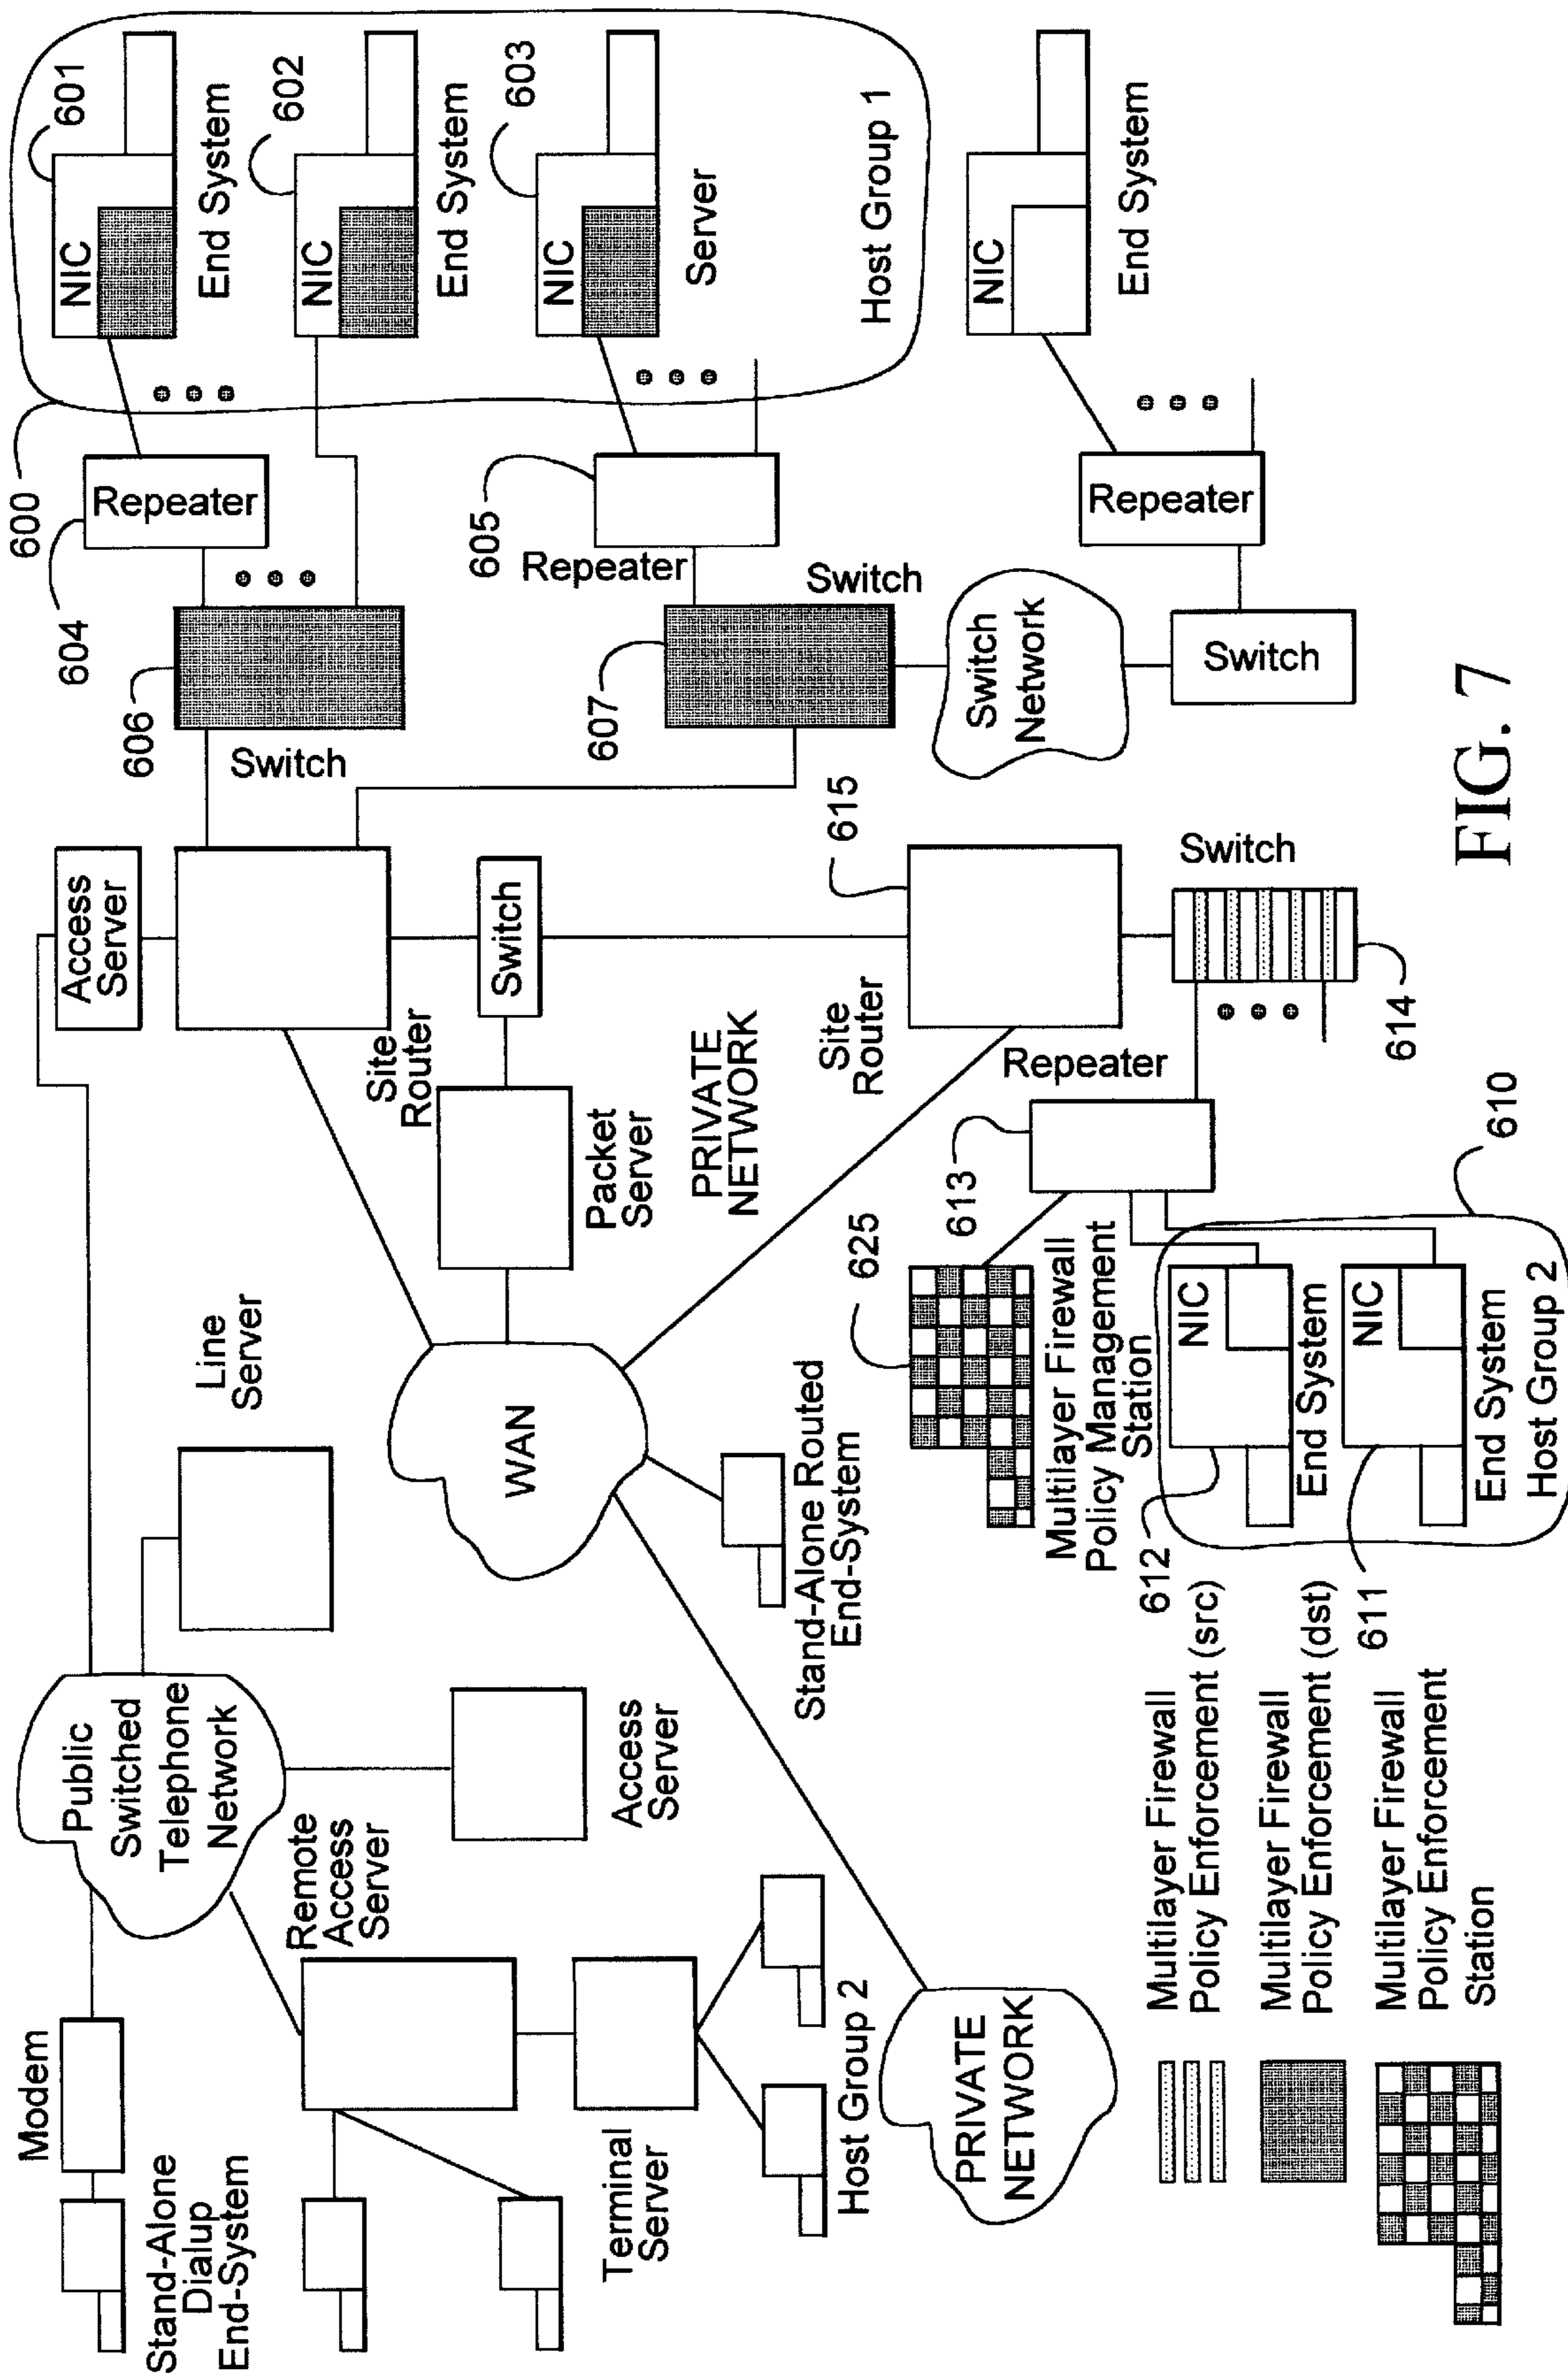 Modem
Stand-Alone
Dialup
End-System
Public
Switched
Telephone
Network
Remote
Access
Server
Terminal
Server
Host Group 2
Access
Server
Line
Server
WAN
Stand-Alone Routed
End-System
PRIVATE
NETWORK
Access
Server
Site
Router
Packet
Server
Switch
PRIVATE
NETWORK
Site
Router
615
Switch
614
Repeater
613
625
Multilayer Firewall
Policy Management
Station
610
612
NIC
End System
611
NIC
End System
Host Group 2
606
Switch
604
Repeater
600
NIC
601
End System
NIC
602
End System
NIC
603
Server
Host Group 1
605
Repeater
607
Switch
Switch
Network
Switch
Repeater
NIC
End System
Multilayer Firewall
Policy Enforcement (src)
Multilayer Firewall
Policy Enforcement (dst)
Multilayer Firewall
Policy Enforcement
Station
FIG. 7